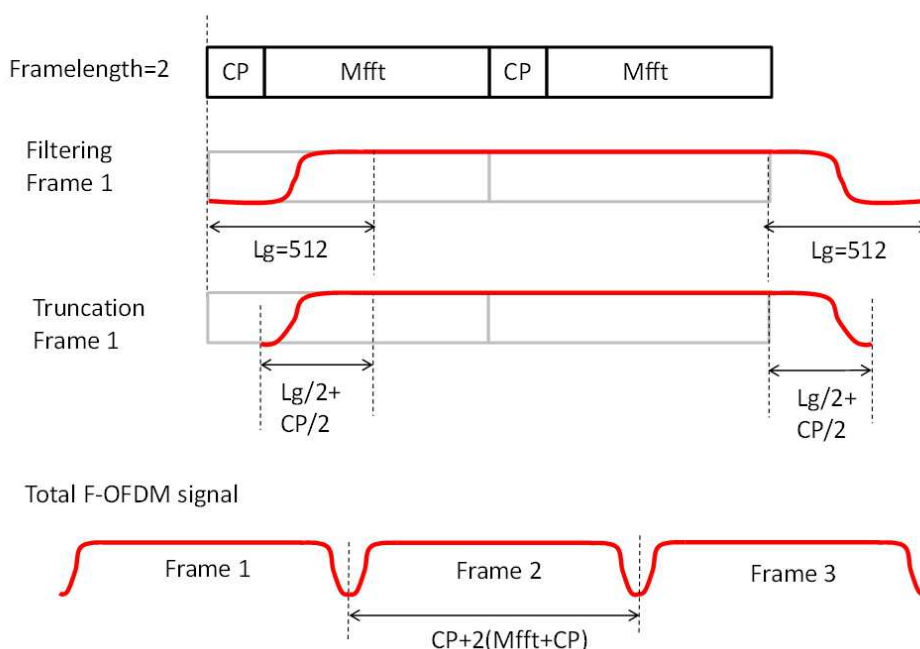 Framelength=2
CP
Mfft
CP
Mfft
Filtering
Frame 1
Lg=512
Lg=512
Truncation
Frame 1
Lg/2+
CP/2
Lg/2+
CP/2
Total F-OFDM signal
Frame 1
Frame 2
Frame 3
CP+2(Mfft+CP)